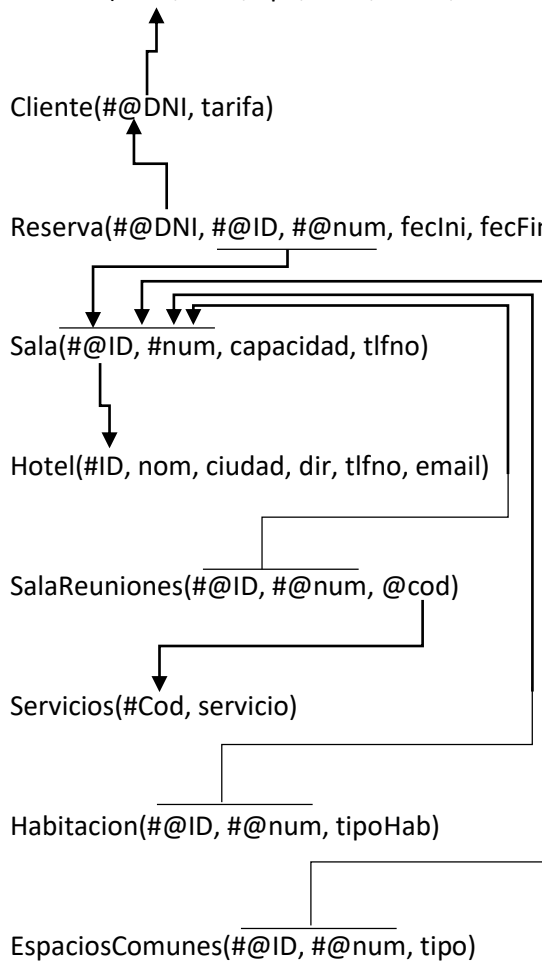 Cliente(#@DNI, tarifa)
Reserva(#@DNI, #@ID, #@num, fecIni, fecFin
Sala(#@ID, #num, capacidad, tlfno)
Hotel(#ID, nom, ciudad, dir, tlfno, email)
SalaReuniones(#@ID, #@num, @cod)
Servicios(#Cod, servicio)
Habitacion(#@ID, #@num, tipoHab)
EspaciosComunes(#@ID, #@num, tipo)